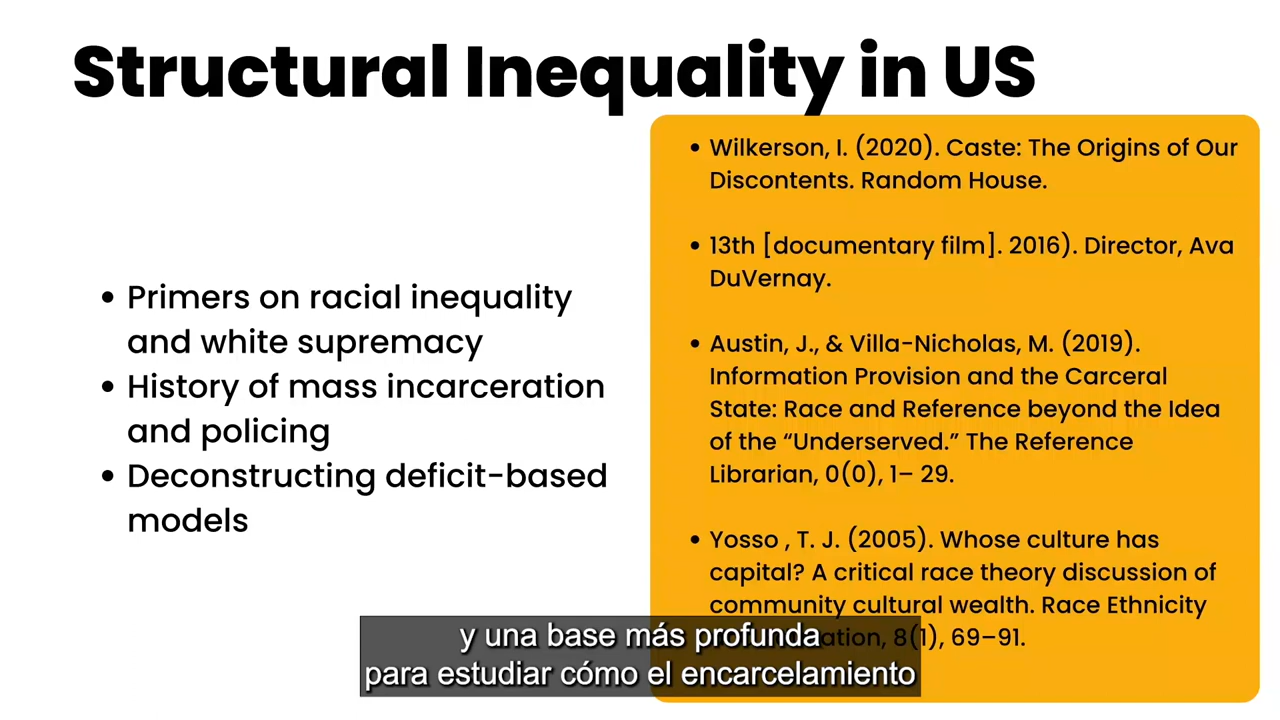 Structural Inequality in US
• Primers on racial inequality
and white supremacy
• History of mass incarceration
and policing
• Deconstructing deficit-based
models
• Wilkerson, I. (2020). Caste: The Origins of Our
Discontents. Random House.
• 13th [documentary film]. 2016). Director, Ava
DuVernay.
• Austin, J., & Villa-Nicholas, M. (2019).
Information Provision and the Carceral
State: Race and Reference beyond the Idea
of the “Underserved.” The Reference
Librarian, 0(0), 1– 29.
• Yosso , T. J. (2005). Whose culture has
capital? A critical race theory discussion of
community cultural wealth. Race Ethnicity
8(1), 69–91.
y una base más profunda
para estudiar cómo el encarcelamiento